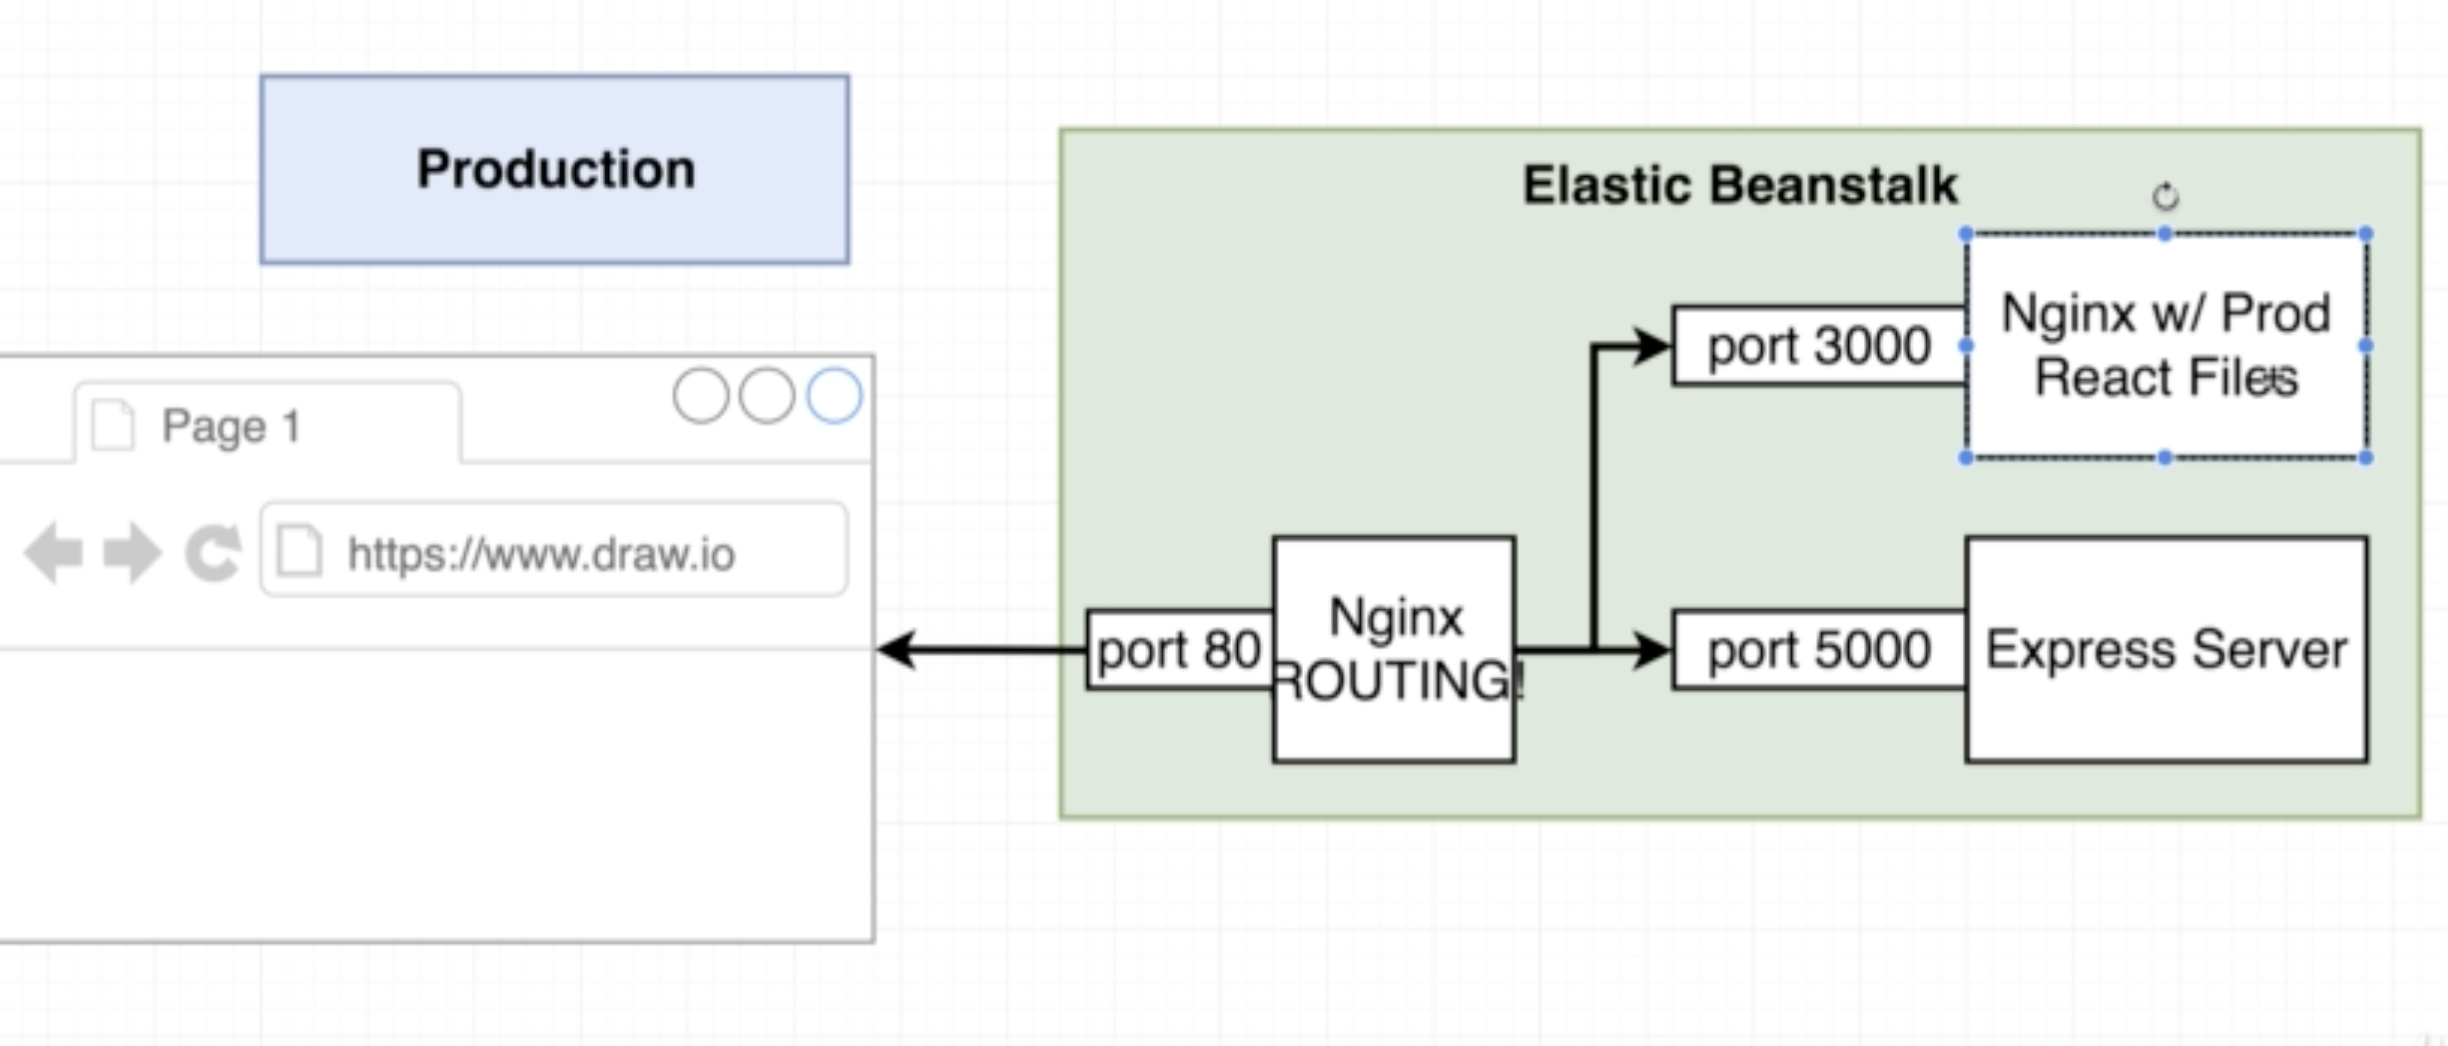 Production
Elastic Beanstalk
Nginx w/ Prod
React Files
port 3000
Page 1
https://www.draw.io
port 80
Nginx
ROUTING!
port 5000
Express Server